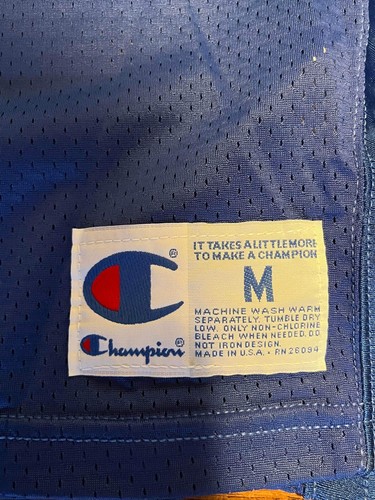 IT TAKES A LITTLE MORE
TO MAKE A CHAMPION
®
M
MACHINE WASH WARM
SEPARATELY. TUMBLE DRY
LOW. ONLY NON-CHLORINE
BLEACH WHEN NEEDED. DO
NOT IRON DESIGN.
MADE IN U.S.A. • RN 26094
Champion®